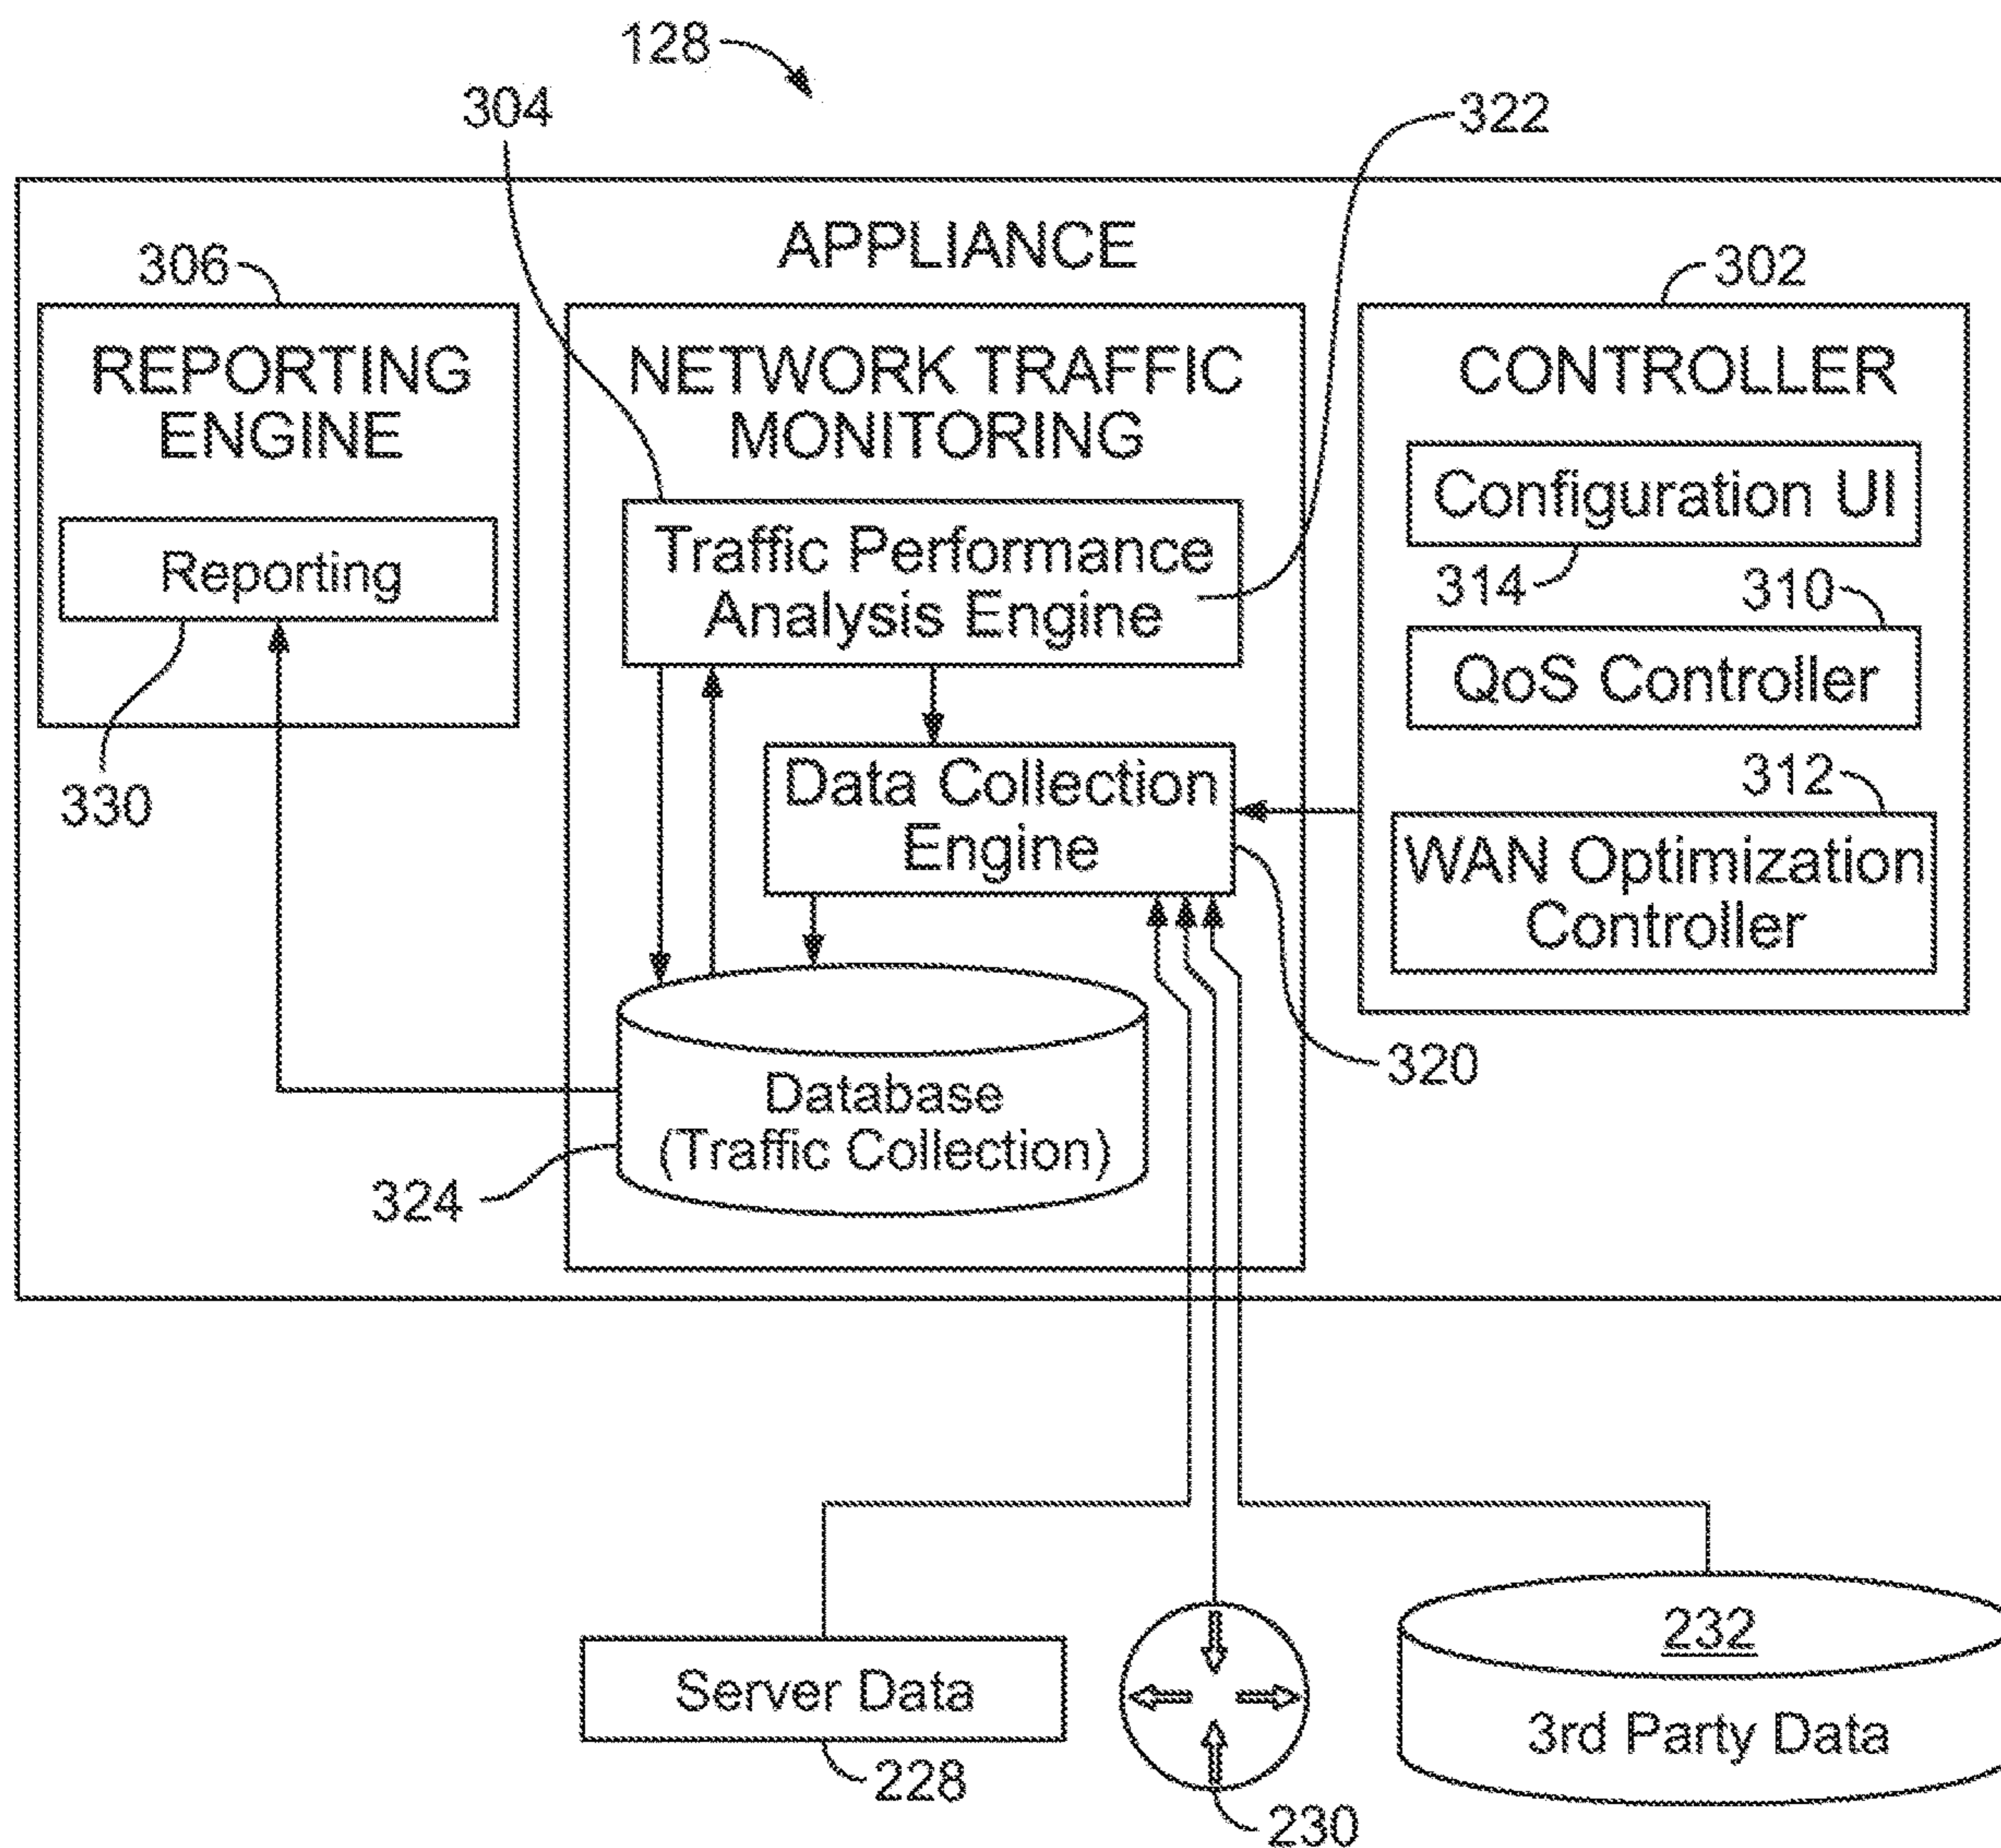 128
304
322
APPLIANCE
306
302
REPORTING
ENGINE
NETWORK TRAFFIC
MONITORING
CONTROLLER
Configuration UI
314
310
Reporting
330
Traffic Performance
Analysis Engine
QoS Controller
312
Data Collection
Engine
WAN Optimization
Controller
320
Database
(Traffic Collection)
324
Server Data
228
230
232
3rd Party Data